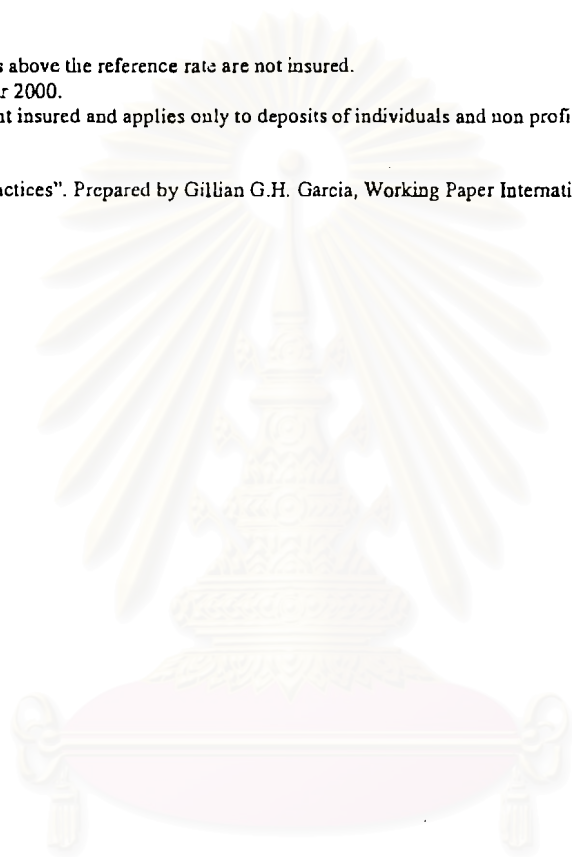 s above the reference rate are not insured.
r 2000.
nt insured and applies only to deposits of individuals and non profi
actices". Prepared by Gillian G.H. Garcia, Working Paper Internati